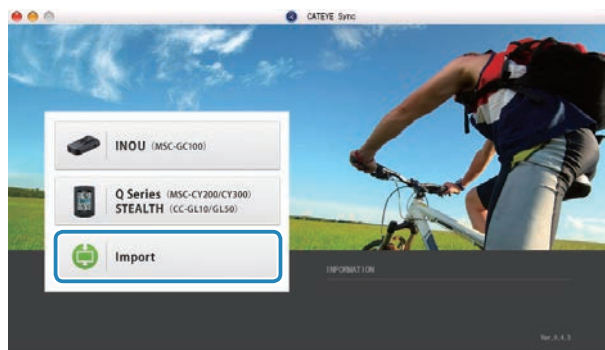 CATEYE Sync
INOU (MSC-GC100)
Q Series (MSC-CY200/CY300)
STEALTH (CC-GL10/GL50)
Import
INFORMATION